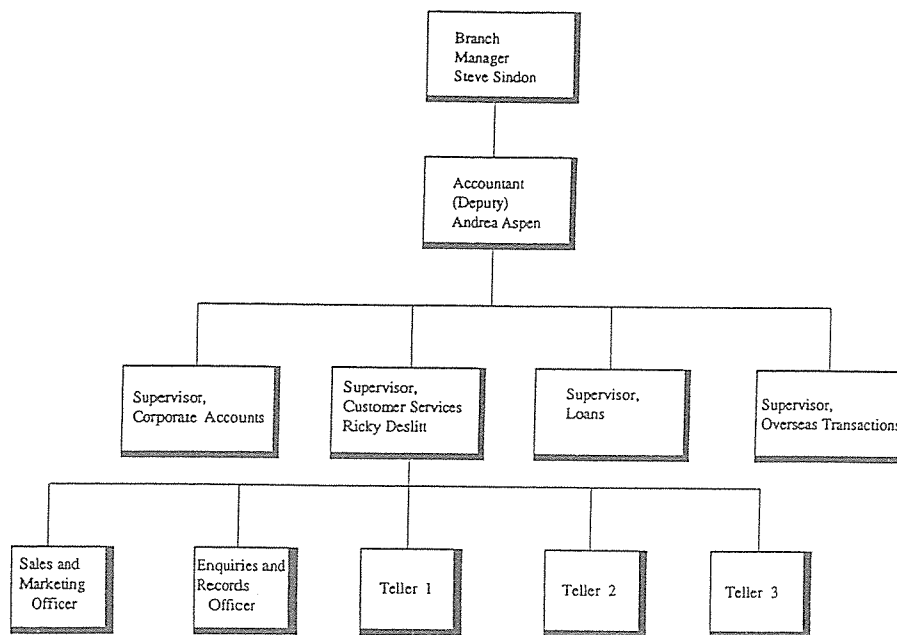 Branch
Manager
Steve Sindon
Accountant
(Deputy)
Andrea Aspen
Supervisor,
Corporate Accounts
Supervisor,
Customer Services
Ricky Deslitt
Supervisor,
Loans
Supervisor,
Overseas Transactions
Sales and
Marketing
Officer
Enquiries and
Records
Officer
Teller 1
Teller 2
Teller 3